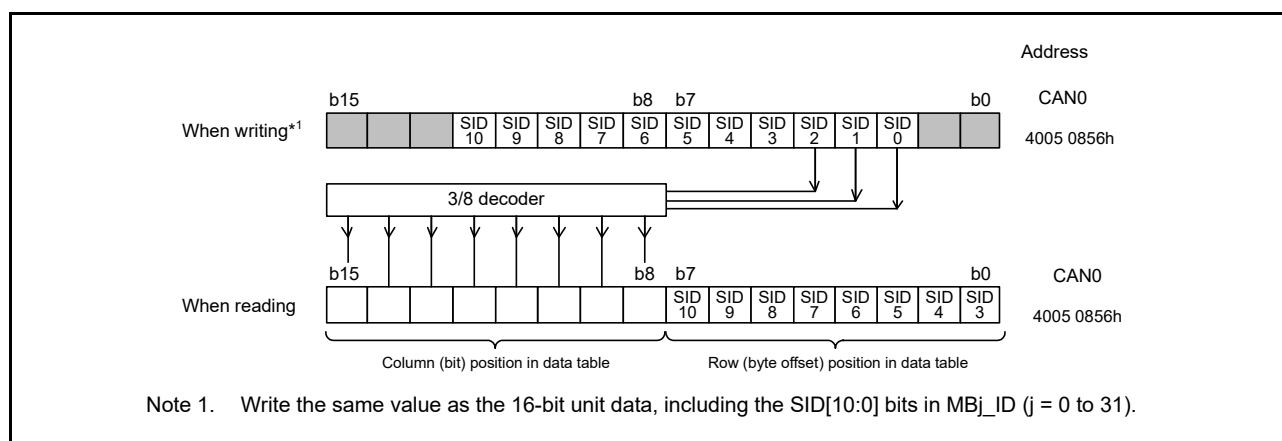 Address
b15 b8 b7 b0 CAN0
When writing*1 SID 10 SID 9 SID 8 SID 7 SID 6 SID 5 SID 4 SID 3 SID 2 SID 1 SID 0 4005 0856h
3/8 decoder
b15 b8 b7 b0 CAN0
When reading SID 10 SID 9 SID 8 SID 7 SID 6 SID 5 SID 4 SID 3 4005 0856h
Column (bit) position in data table Row (byte offset) position in data table
Note 1. Write the same value as the 16-bit unit data, including the SID[10:0] bits in MBj_ID (j = 0 to 31).